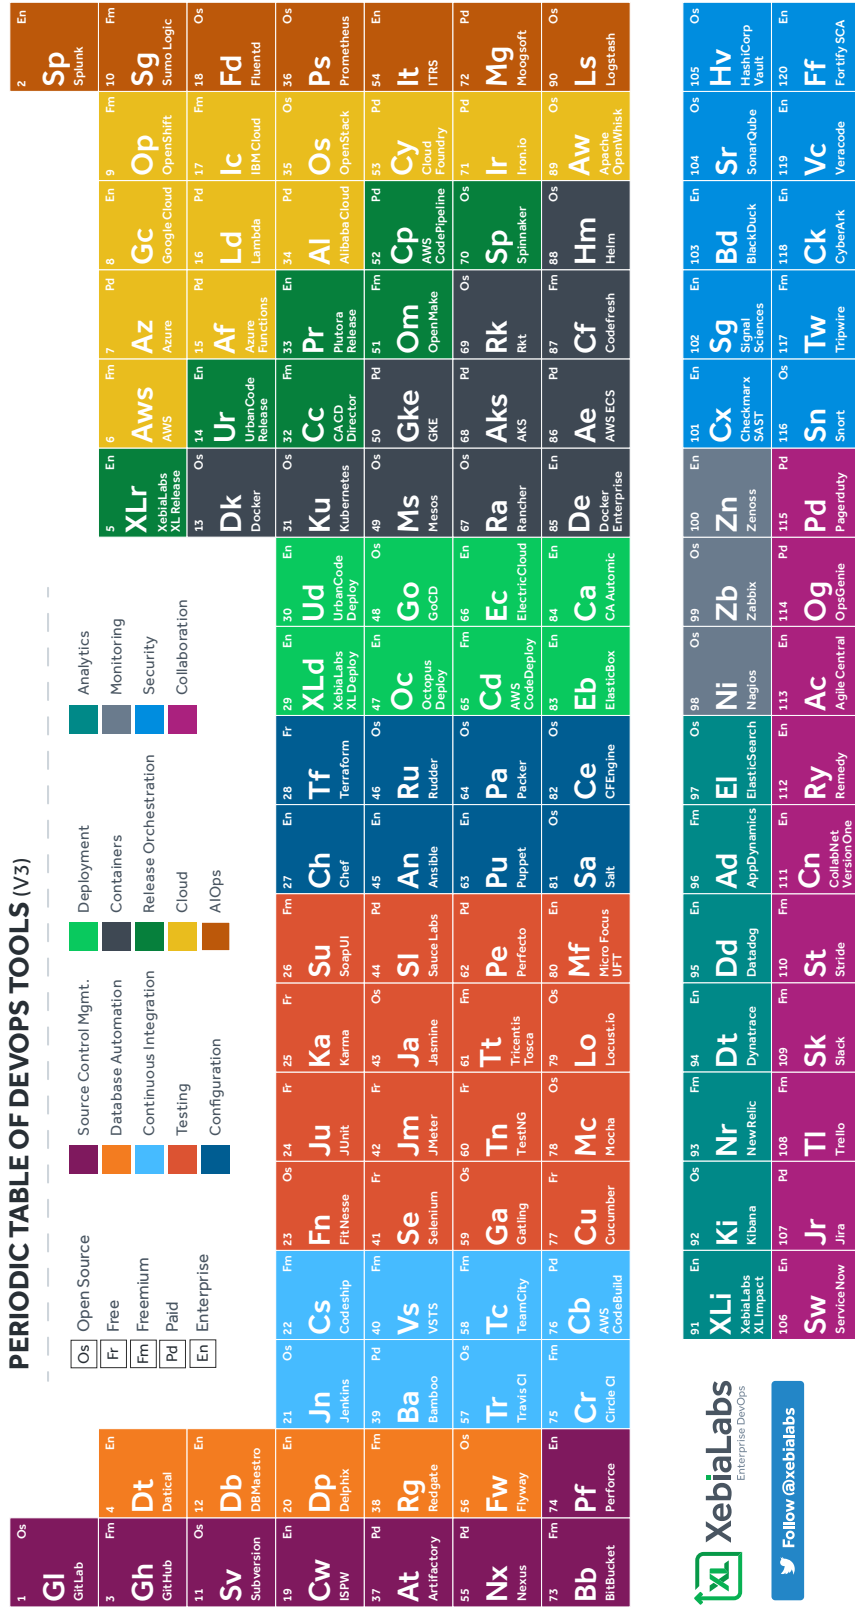 PERIODIC TABLE OF DEVOPS TOOLS (V3)
Os Open Source
Fr Free
Fm Freemium
Pd Paid
En Enterprise
Source Control Mgmt.
Database Automation
Continuous Integration
Testing
Configuration
Deployment
Containers
Release Orchestration
Cloud
AIOps
Analytics
Monitoring
Security
Collaboration
1 Os
Gl
GitLab
2 En
Sp
Splunk
3 Fm
Gh
GitHub
4 En
Dt
Datical
5 En
XLr
XebiaLabs
XL Release
6 Fm
Aws
AWS
7 Pd
Az
Azure
8 En
Gc
Google Cloud
9 Fm
Op
OpenShift
10 Fm
Sg
Sumo Logic
11 Os
Sv
Subversion
12 En
Db
DBMaestro
13 Os
Dk
Docker
14 En
Ur
UrbanCode
Release
15 Pd
Af
Azure
Functions
16 Pd
Ld
Lambda
17 Fm
Ic
IBM Cloud
18 Os
Fd
Fluentd
19 En
Cw
ISPW
20 En
Dp
Delphix
21 Os
Jn
Jenkins
22 Fm
Cs
Codeship
23 Os
Fn
FitNesse
24 Fr
Ju
JUnit
25 Fr
Ka
Karma
26 Fm
Su
SoapUI
27 En
Ch
Chef
28 Fr
Tf
Terraform
29 En
XLd
XebiaLabs
XL Deploy
30 En
Ud
UrbanCode
Deploy
31 Os
Ku
Kubernetes
32 Fm
Cc
CA CD
Director
33 En
Pr
Plutora
Release
34 Pd
Al
Alibaba Cloud
35 Os
Os
OpenStack
36 Os
Ps
Prometheus
37 Pd
At
Artifactory
38 Fm
Rg
Redgate
39 Pd
Ba
Bamboo
40 Fm
Vs
VSTS
41 Fr
Se
Selenium
42 Fr
Jm
JMeter
43 Os
Ja
Jasmine
44 Pd
Sl
Sauce Labs
45 En
An
Ansible
46 Os
Ru
Rudder
47 En
Oc
Octopus
Deploy
48 Os
Go
GoCD
49 Os
Ms
Mesos
50 Pd
Gke
GKE
51 Fm
Om
OpenMake
52 Pd
Cp
AWS
CodePipeline
53 Pd
Cy
Cloud
Foundry
54 En
It
ITRS
55 Pd
Nx
Nexus
56 Os
Fw
Flyway
57 Os
Tr
Travis CI
58 Fm
Tc
TeamCity
59 Os
Ga
Gatling
60 Fr
Tn
TestNG
61 Fm
Tt
Tricentis
Tosca
62 Pd
Pe
Perfecto
63 En
Pu
Puppet
64 Os
Pa
Packer
65 Fm
Cd
AWS
CodeDeploy
66 En
Ec
ElectricCloud
67 Os
Ra
Rancher
68 Pd
Aks
AKS
69 Os
Rk
Rkt
70 Os
Sp
Spinnaker
71 Pd
Ir
Iron.io
72 Pd
Mg
Moogsoft
73 Fm
Bb
BitBucket
74 En
Pf
Perforce
75 Fm
Cr
Circle CI
76 Pd
Cb
AWS
CodeBuild
77 Fr
Cu
Cucumber
78 Os
Mc
Mocha
79 Os
Lo
Locust.io
80 En
Mf
Micro Focus
UFT
81 Os
Sa
Salt
82 Os
Ce
CFEngine
83 En
Eb
ElasticBox
84 En
Ca
CA Automic
85 En
De
Docker
Enterprise
86 Pd
Ae
AWS ECS
87 Fm
Cf
Codefresh
88 Os
Hm
Helm
89 Os
Aw
Apache
OpenWhisk
90 Os
Ls
Logstash
XL XebiaLabs
Enterprise DevOps
Follow @xebialabs
91 En
XLi
XebiaLabs
XL Impact
92 Os
Ki
Kibana
93 Fm
Nr
New Relic
94 En
Dt
Dynatrace
95 En
Dd
Datadog
96 Fm
Ad
AppDynamics
97 Os
El
ElasticSearch
98 Os
Ni
Nagios
99 Os
Zb
Zabbix
100 En
Zn
Zenoss
101 En
Cx
Checkmarx
SAST
102 En
Sg
Signal
Sciences
103 En
Bd
BlackDuck
104 Os
Sr
SonarQube
105 Os
Hv
HashiCorp
Vault
106 En
Sw
ServiceNow
107 Pd
Jr
Jira
108 Fm
Tl
Trello
109 Fm
Sk
Slack
110 Fm
St
Stride
111 En
Cn
CollabNet
VersionOne
112 En
Ry
Remedy
113 En
Ac
Agile Central
114 Pd
Og
OpsGenie
115 Pd
Pd
Pagerduty
116 Os
Sn
Snort
117 Fm
Tw
Tripwire
118 En
Ck
CyberArk
119 En
Vc
Veracode
120 En
Ff
Fortify SCA